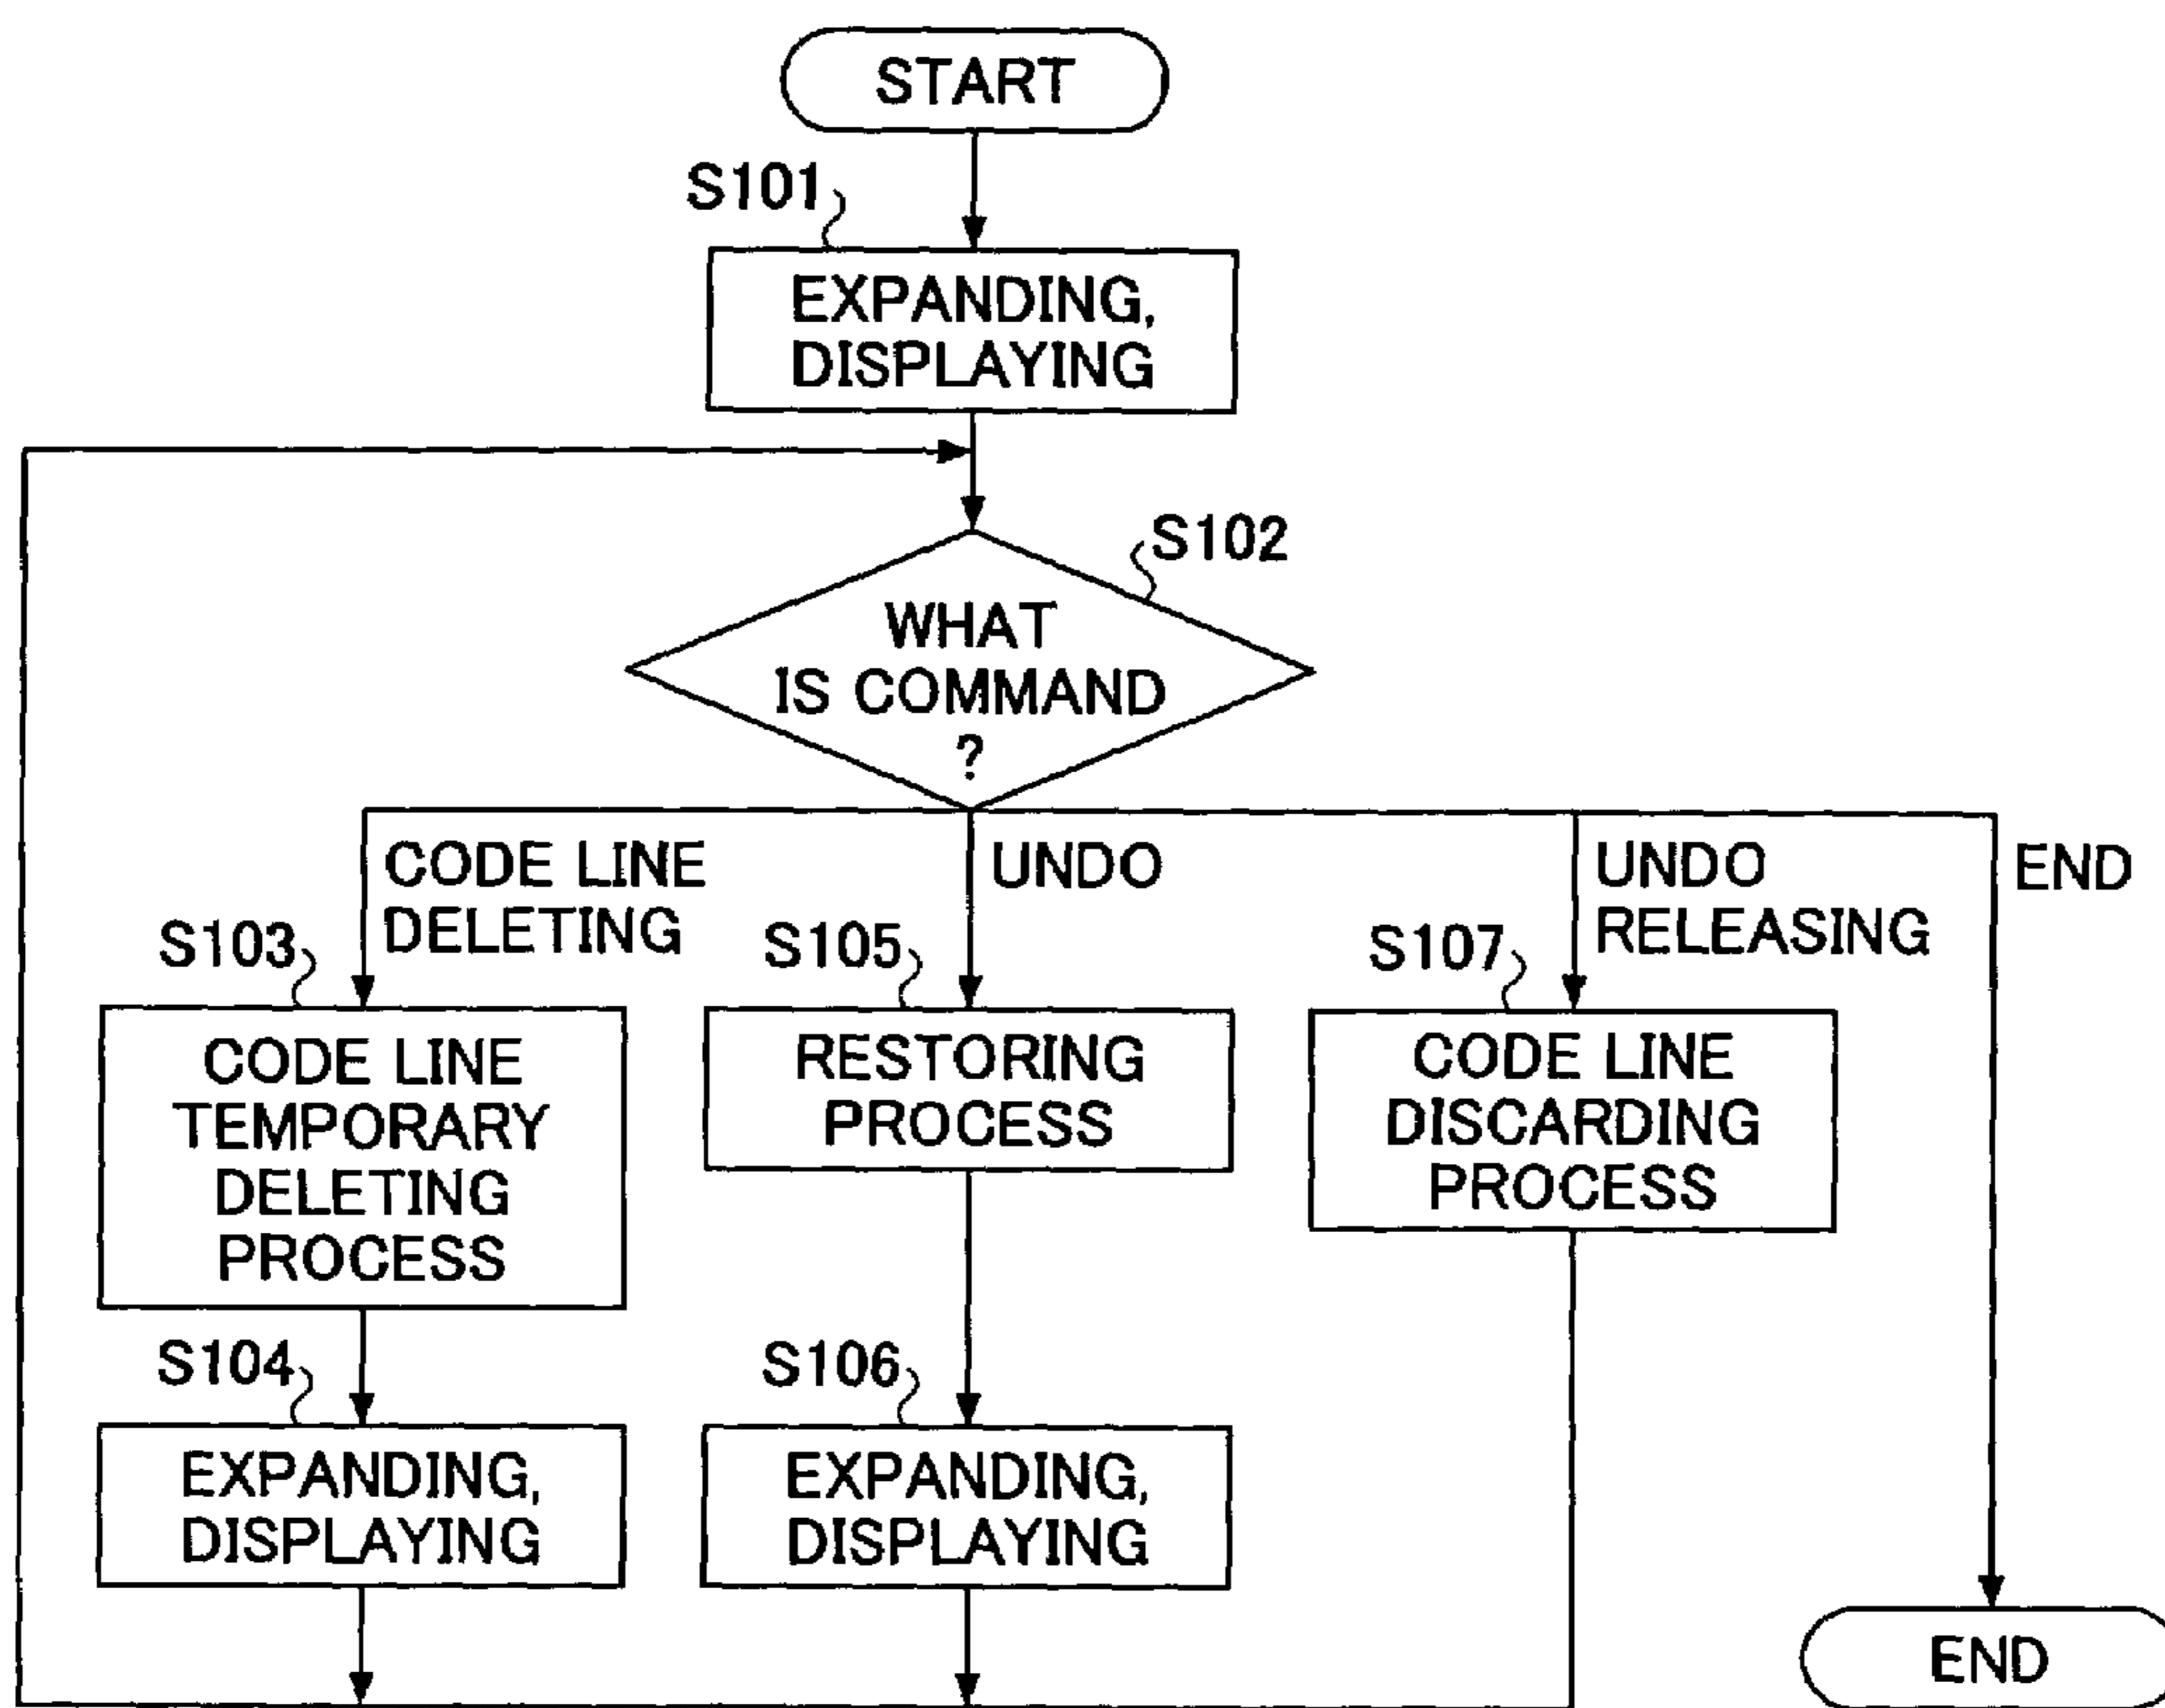 START
S101
EXPANDING,
DISPLAYING
S102
WHAT
IS COMMAND
?
CODE LINE
DELETING
UNDO
UNDO
RELEASING
END
S103
CODE LINE
TEMPORARY
DELETING
PROCESS
S105
RESTORING
PROCESS
S107
CODE LINE
DISCARDING
PROCESS
S104
EXPANDING,
DISPLAYING
S106
EXPANDING,
DISPLAYING
END